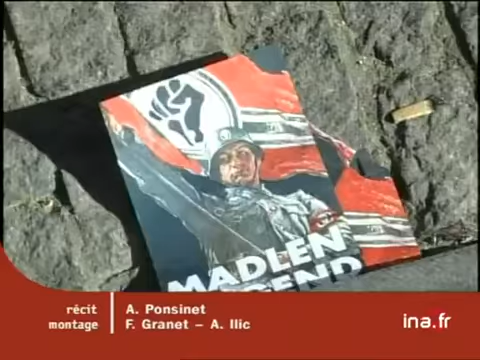 MADLEN
récit
A. Ponsinet
montage
F. Granet – A. Ilic
ina.fr